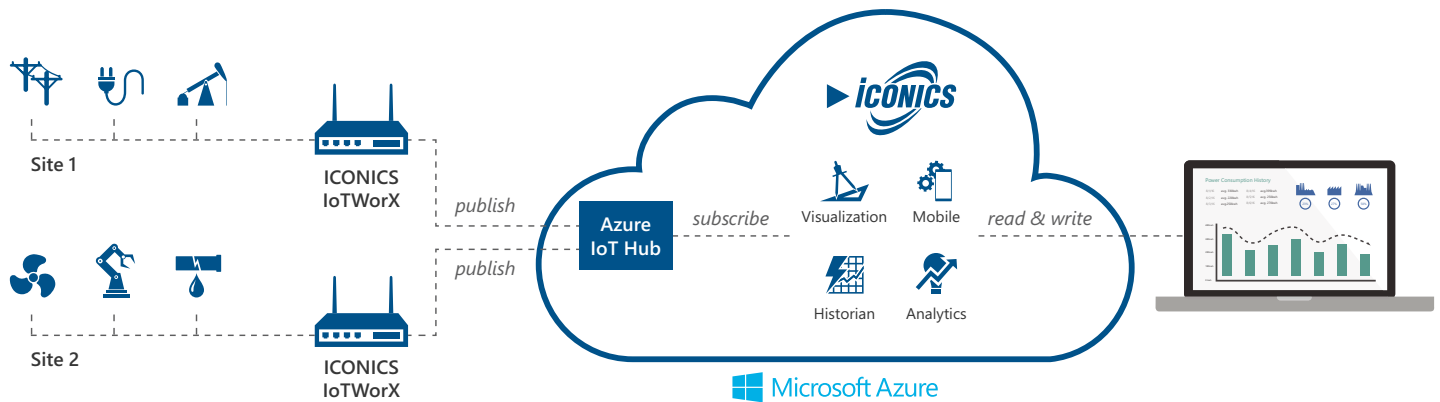 Site 1
ICONICS
IoTWorX
Site 2
ICONICS
IoTWorX
publish
publish
Azure
IoT Hub
subscribe
ICONICS
Visualization
Mobile
Historian
Analytics
read & write
Microsoft Azure
Power Consumption History